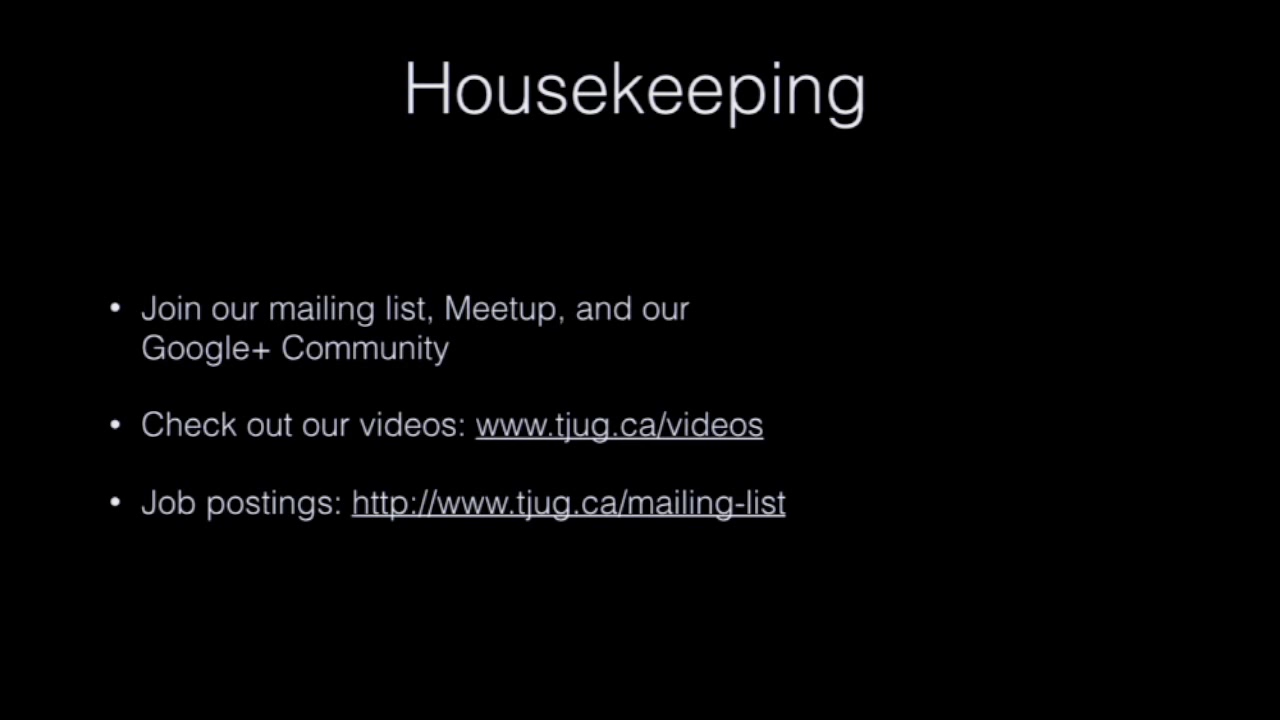 Housekeeping
• Join our mailing list, Meetup, and our
Google+ Community
• Check out our videos: www.tjug.ca/videos
• Job postings: http://www.tjug.ca/mailing-list